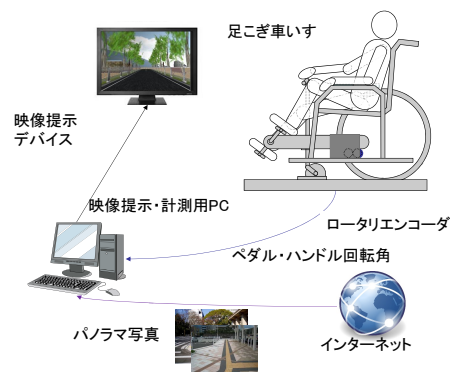 足こぎ車いす
映像提示
デバイス
映像提示・計測用PC
ロータリエンコーダ
ペダル・ハンドル回転角
パノラマ写真
インターネット